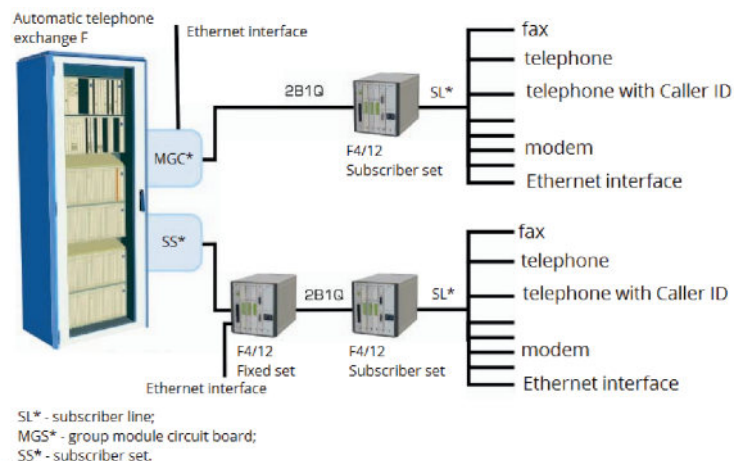 Automatic telephone
exchange F
Ethernet interface
MGC*
2B1Q
F4/12
Subscriber set
SL*
fax
telephone
telephone with Caller ID
modem
Ethernet interface
SS*
F4/12
Fixed set
Ethernet interface
2B1Q
F4/12
Subscriber set
SL*
fax
telephone
telephone with Caller ID
modem
Ethernet interface
SL* - subscriber line;
MGS* - group module circuit board;
SS* - subscriber set.